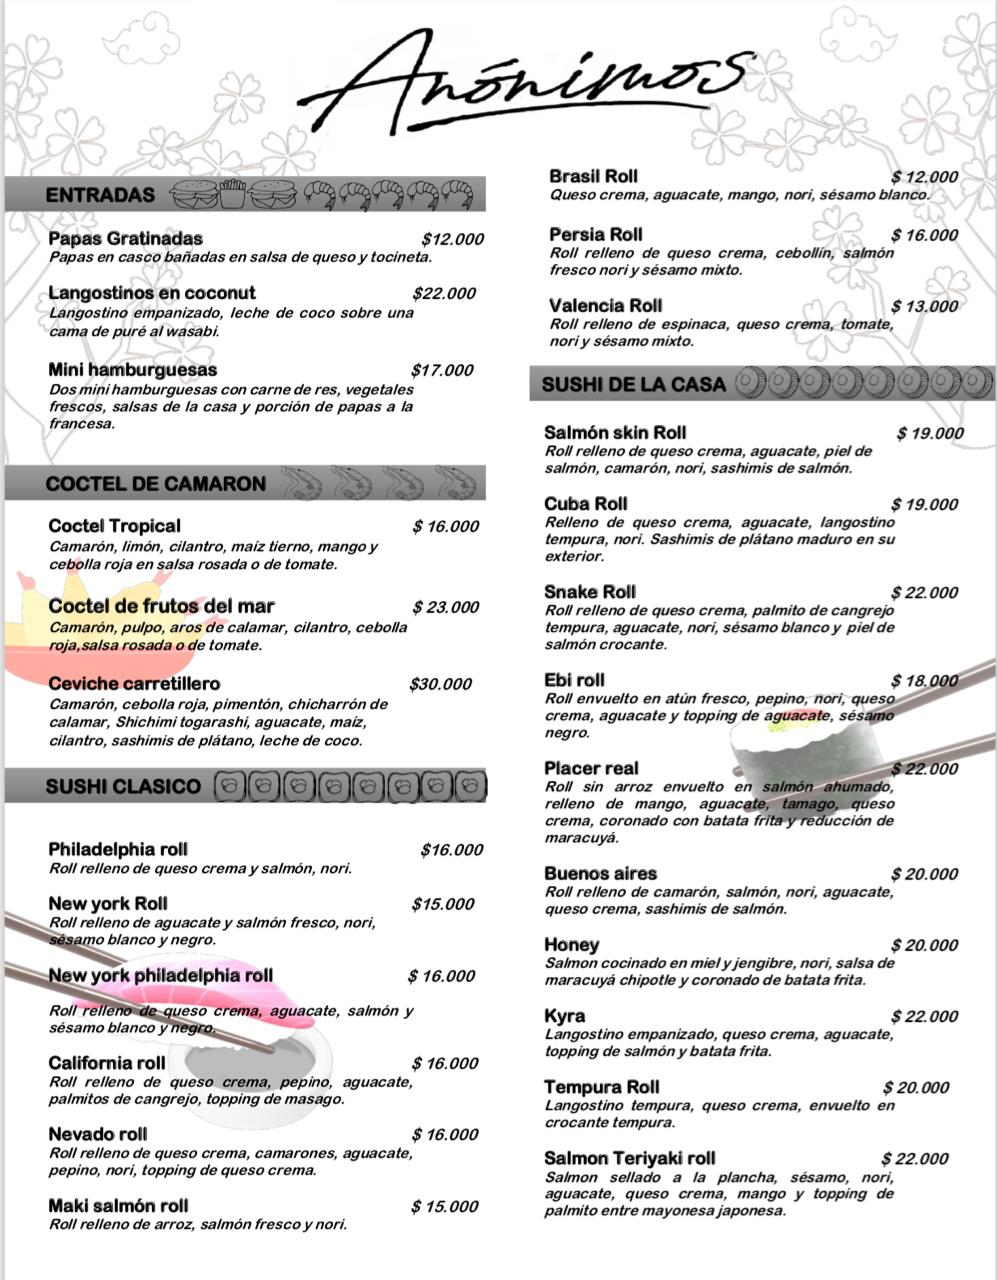 Anónimos
ENTRADAS
Papas Gratinadas $12.000
Papas en casco bañadas en salsa de queso y tocineta.
Langostinos en coconut $22.000
Langostino empanizado, leche de coco sobre una
cama de puré al wasabi.
Mini hamburguesas $17.000
Dos mini hamburguesas con carne de res, vegetales
frescos, salsas de la casa y porción de papas a la
francesa.
COCTEL DE CAMARON
Coctel Tropical $ 16.000
Camarón, limón, cilantro, maíz tierno, mango y
cebolla roja en salsa rosada o de tomate.
Coctel de frutos del mar $ 23.000
Camarón, pulpo, aros de calamar, cilantro, cebolla
roja,salsa rosada o de tomate.
Ceviche carretillero $30.000
Camarón, cebolla roja, pimentón, chicharrón de
calamar, Shichimi togarashi, aguacate, maíz,
cilantro, sashimis de plátano, leche de coco.
SUSHI CLASICO
Philadelphia roll $16.000
Roll relleno de queso crema y salmón, nori.
New york Roll $15.000
Roll relleno de aguacate y salmón fresco, nori,
sésamo blanco y negro.
New york philadelphia roll $ 16.000
Roll relleno de queso crema, aguacate, salmón y
sésamo blanco y negro.
California roll $ 16.000
Roll relleno de queso crema, pepino, aguacate,
palmitos de cangrejo, topping de masago.
Nevado roll $ 16.000
Roll relleno de queso crema, camarones, aguacate,
pepino, nori, topping de queso crema.
Maki salmón roll $ 15.000
Roll relleno de arroz, salmón fresco y nori.
Brasil Roll $ 12.000
Queso crema, aguacate, mango, nori, sésamo blanco.
Persia Roll $ 16.000
Roll relleno de queso crema, cebollín, salmón
fresco nori y sésamo mixto.
Valencia Roll $ 13.000
Roll relleno de espinaca, queso crema, tomate,
nori y sésamo mixto.
SUSHI DE LA CASA
Salmón skin Roll $ 19.000
Roll relleno de queso crema, aguacate, piel de
salmón, camarón, nori, sashimis de salmón.
Cuba Roll $ 19.000
Relleno de queso crema, aguacate, langostino
tempura, nori. Sashimis de plátano maduro en su
exterior.
Snake Roll $ 22.000
Roll relleno de queso crema, palmito de cangrejo
tempura, aguacate, nori, sésamo blanco y piel de
salmón crocante.
Ebi roll $ 18.000
Roll envuelto en atún fresco, pepino, nori, queso
crema, aguacate y topping de aguacate, sésamo
negro.
Placer real $ 22.000
Roll sin arroz envuelto en salmón ahumado,
relleno de mango, aguacate, tamago, queso
crema, coronado con batata frita y reducción de
maracuyá.
Buenos aires $ 20.000
Roll relleno de camarón, salmón, nori, aguacate,
queso crema, sashimis de salmón.
Honey $ 20.000
Salmon cocinado en miel y jengibre, nori, salsa de
maracuyá chipotle y coronado de batata frita.
Kyra $ 22.000
Langostino empanizado, queso crema, aguacate,
topping de salmón y batata frita.
Tempura Roll $ 20.000
Langostino tempura, queso crema, envuelto en
crocante tempura.
Salmon Teriyaki roll $ 22.000
Salmon sellado a la plancha, sésamo, nori,
aguacate, queso crema, mango y topping de
palmito entre mayonesa japonesa.